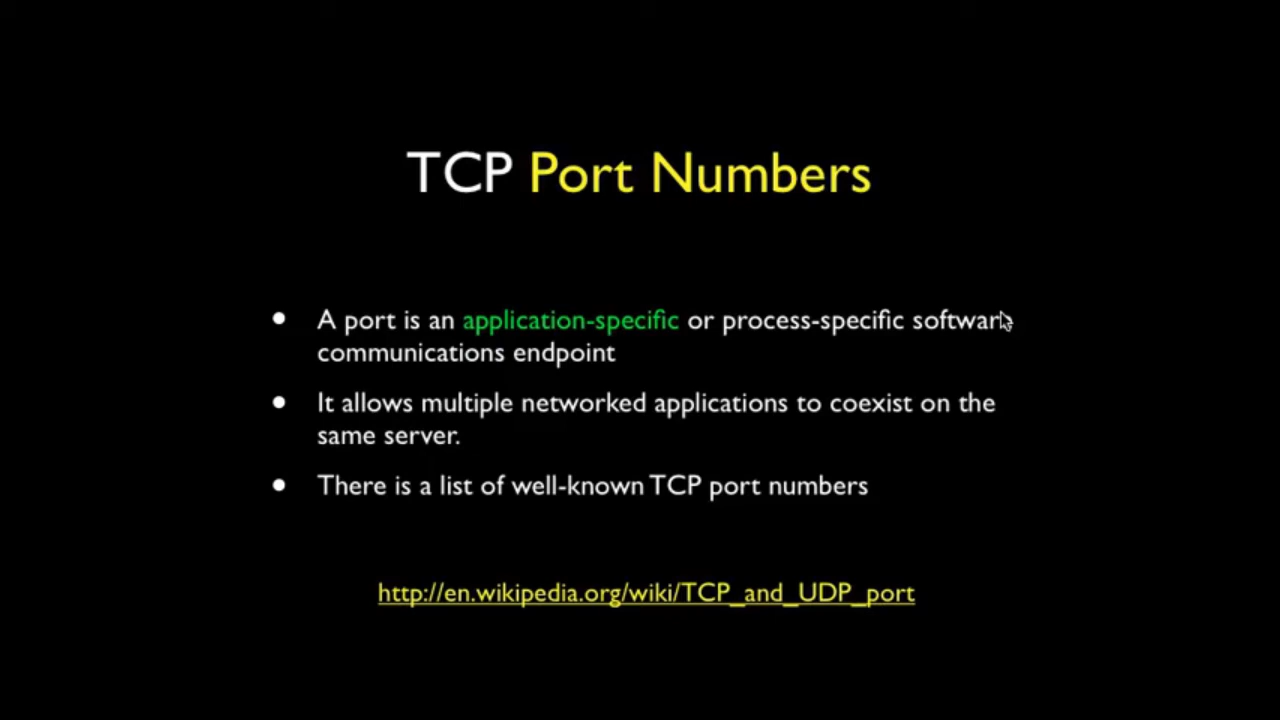 TCP Port Numbers
• A port is an application-specific or process-specific software
communications endpoint
• It allows multiple networked applications to coexist on the
same server.
• There is a list of well-known TCP port numbers
http://en.wikipedia.org/wiki/TCP_and_UDP_port